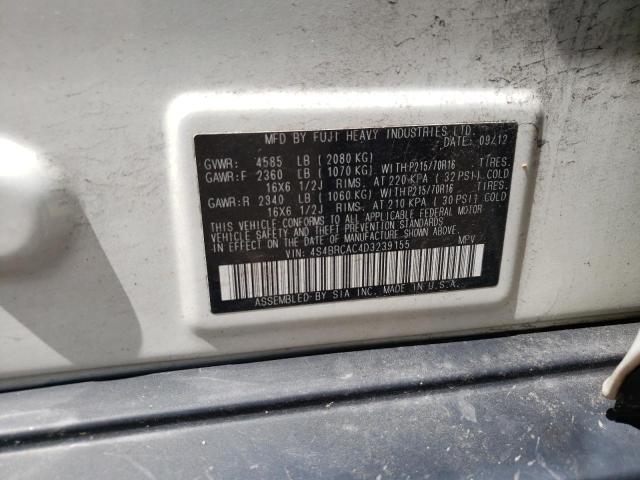 MFD BY FUJI HEAVY INDUSTRIES LTD.
DATE: 09/12
GVWR: 4585 LB (2080 KG)
GAWR:F 2360 LB (1070 KG) WITH P215/70R16 TIRES.
16X6 1/2J RIMS. AT 220 KPA (32 PSI) COLD
GAWR:R 2340 LB (1060 KG) WITH P215/70R16 TIRES.
16X6 1/2J RIMS. AT 210 KPA (30 PSI) COLD
THIS VEHICLE CONFORMS TO ALL APPLICABLE FEDERAL MOTOR
VEHICLE SAFETY AND THEFT PREVENTION STANDARDS
IN EFFECT ON THE DATE OF MANUFACTURE SHOWN ABOVE.
VIN: 4S4BRCAC4D3239155 MPV
ASSEMBLED BY SIA INC. MADE IN U.S.A.